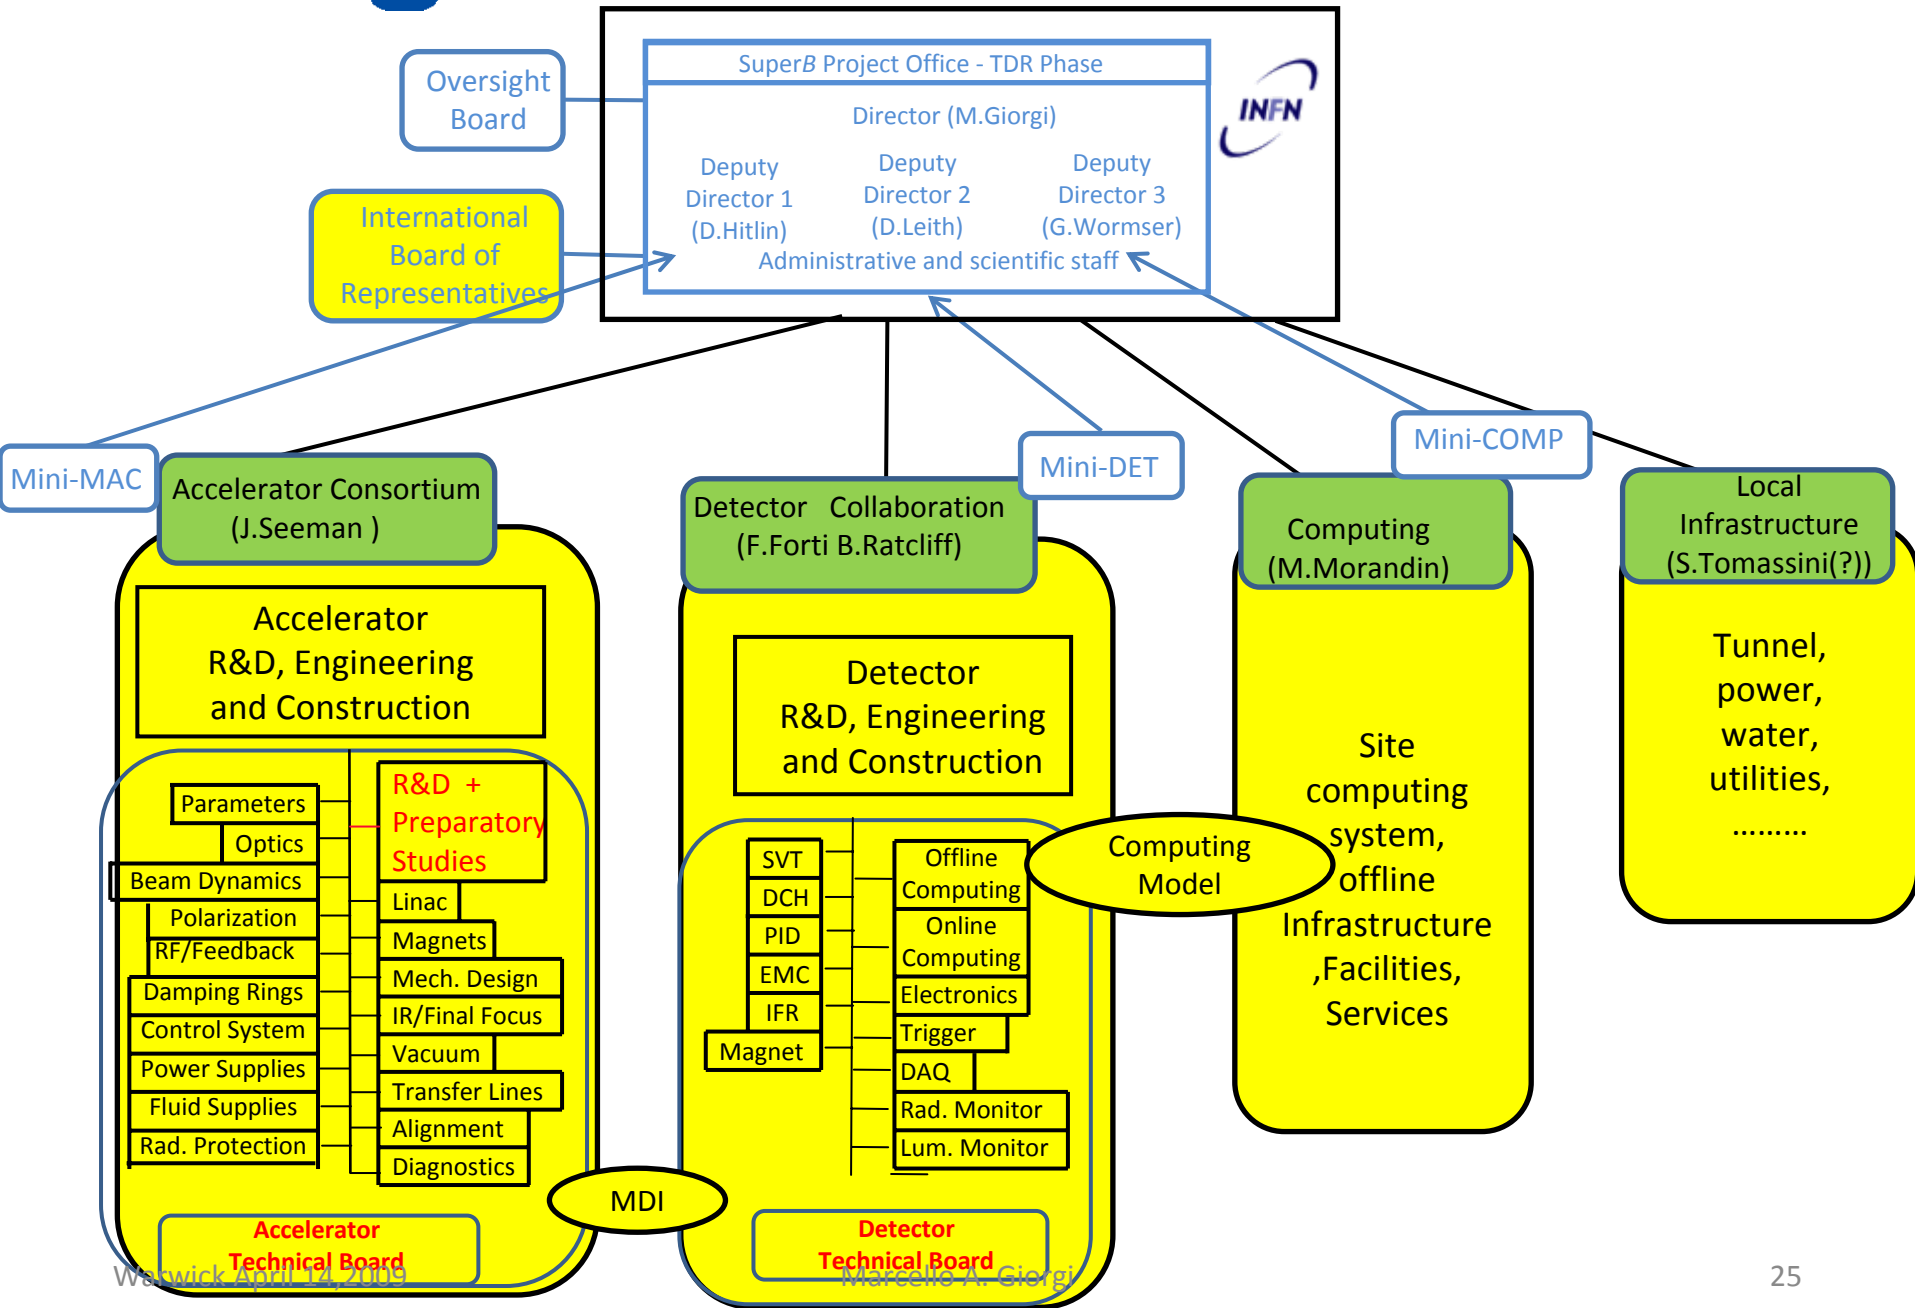 Oversight
Board
SuperB Project Office - TDR Phase
Director (M.Giorgi)
INFN
Deputy
Director 1
(D.Hitlin)
Deputy
Director 2
(D.Leith)
Deputy
Director 3
(G.Wormser)
Administrative and scientific staff
International
Board of
Representatives
Mini-MAC
Mini-DET
Mini-COMP
Accelerator Consortium
(J.Seeman )
Detector Collaboration
(F.Forti B.Ratcliff)
Computing
(M.Morandin)
Local
Infrastructure
(S.Tomassini(?))
Accelerator
R&D, Engineering
and Construction
Parameters
Optics
Beam Dynamics
Polarization
RF/Feedback
Damping Rings
Control System
Power Supplies
Fluid Supplies
Rad. Protection
R&D +
Preparatory
Studies
Linac
Magnets
Mech. Design
IR/Final Focus
Vacuum
Transfer Lines
Alignment
Diagnostics
Accelerator
Technical Board
MDI
Detector
R&D, Engineering
and Construction
SVT
DCH
PID
EMC
IFR
Magnet
Offline
Computing
Online
Computing
Electronics
Trigger
DAQ
Rad. Monitor
Lum. Monitor
Detector
Technical Board
Computing
Model
Site
computing
system,
offline
Infrastructure
,Facilities,
Services
Tunnel,
power,
water,
utilities,
………
Warwick April 14,2009
Marcello A. Giorgi
25